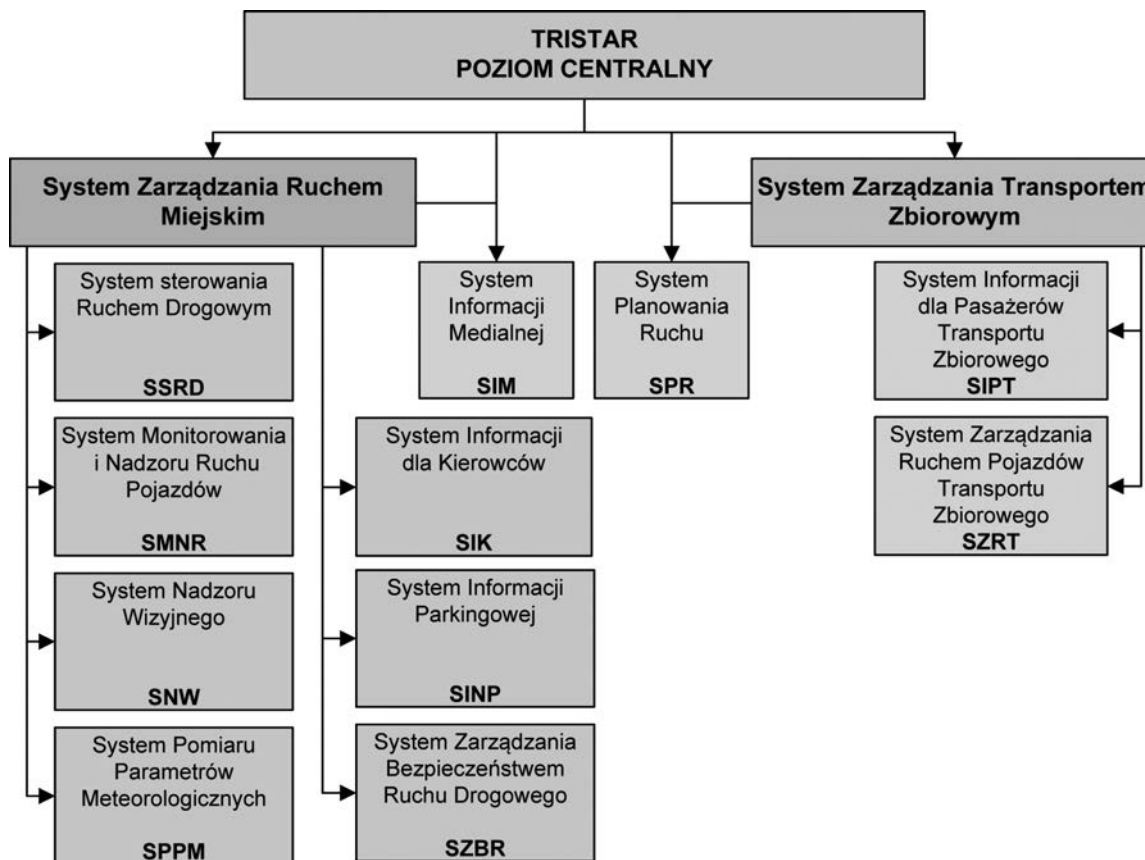 TRISTAR
POZIOM CENTRALNY
System Zarządzania Ruchem
Miejskim
System Zarządzania Transportem
Zbiorowym
System sterowania
Ruchem Drogowym
SSRD
System
Informacji
Medialnej
SIM
System
Planowania
Ruchu
SPR
System Informacji
dla Pasażerów
Transportu
Zbiorowego
SIPT
System Monitorowania
i Nadzoru Ruchu
Pojazdów
SMNR
System Informacji
dla Kierowców
SIK
System Zarządzania
Ruchem Pojazdów
Transportu
Zbiorowego
SZRT
System Nadzoru
Wizyjnego
SNW
System Informacji
Parkingowej
SINP
System Pomiaru
Parametrów
Meteorologicznych
SPPM
System Zarządzania
Bezpieczeństwem
Ruchu Drogowego
SZBR